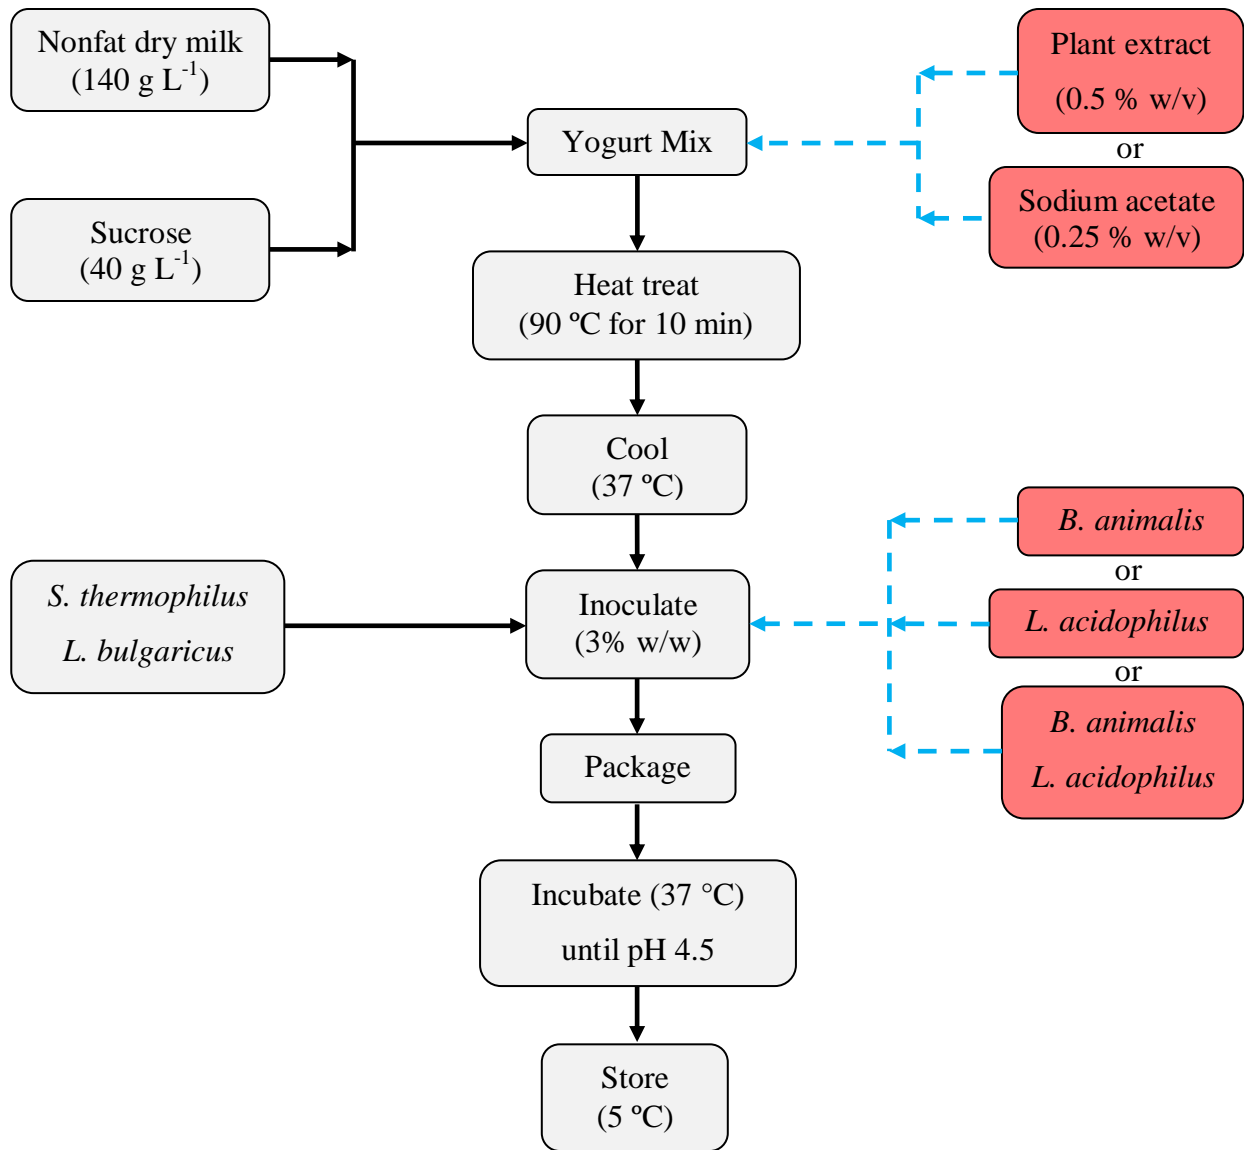 Nonfat dry milk
(140 g L⁻¹)
Sucrose
(40 g L⁻¹)
Yogurt Mix
Plant extract
(0.5 % w/v)
or
Sodium acetate
(0.25 % w/v)
Heat treat
(90 ºC for 10 min)
Cool
(37 ºC)
S. thermophilus
L. bulgaricus
Inoculate
(3% w/w)
B. animalis
or
L. acidophilus
or
B. animalis
L. acidophilus
Package
Incubate (37 °C)
until pH 4.5
Store
(5 ºC)